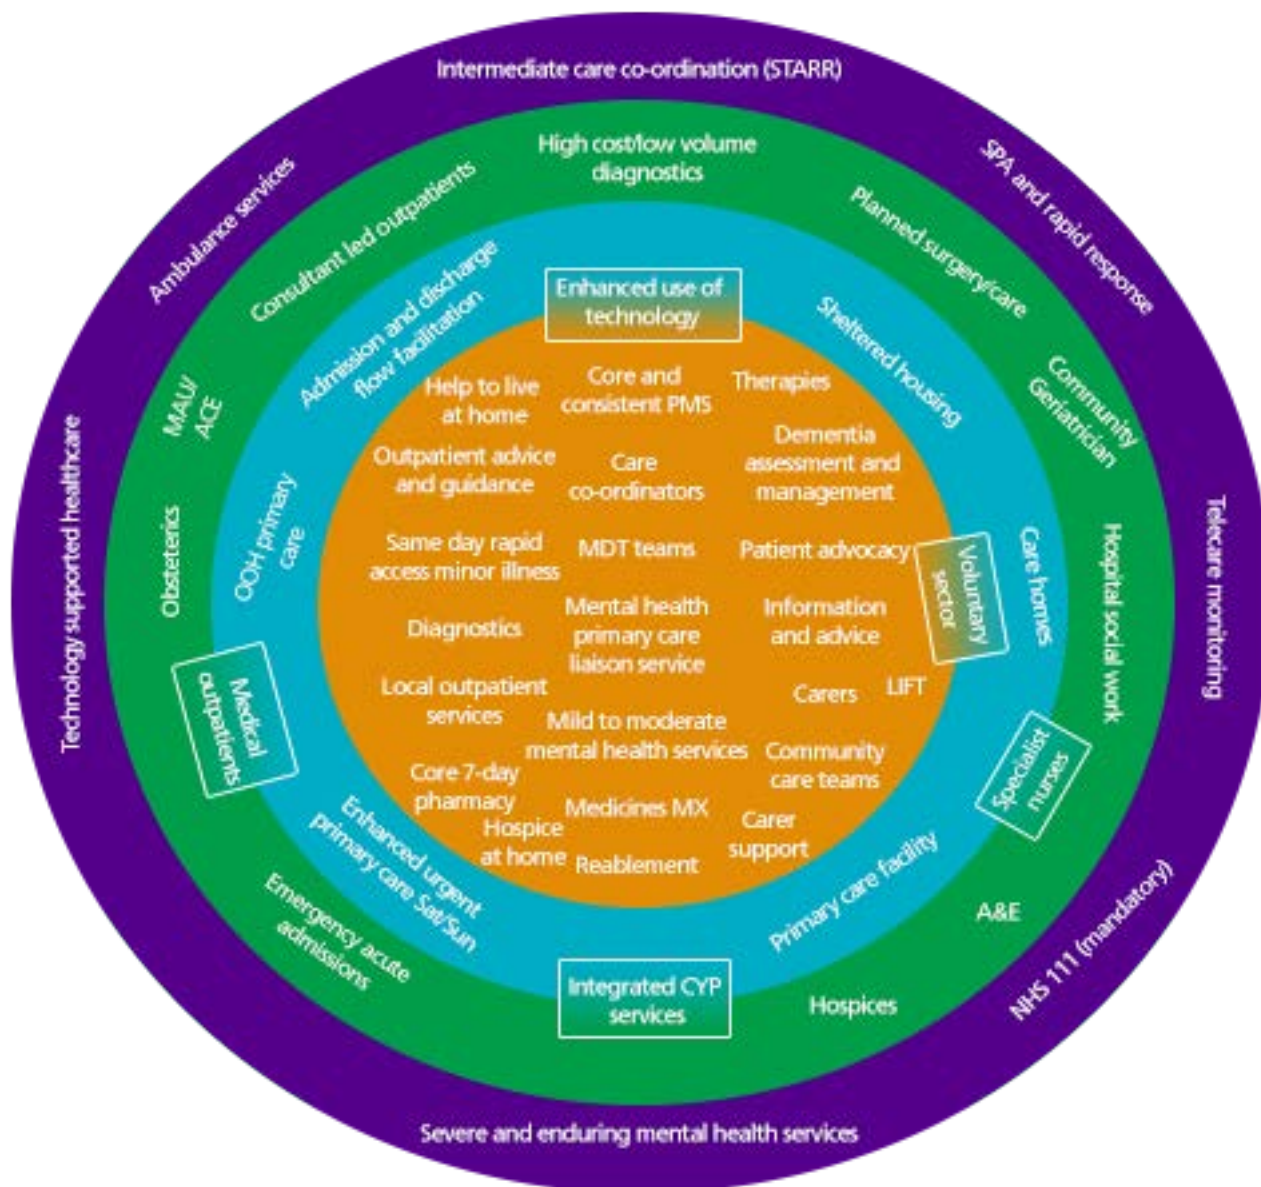 Intermediate care co-ordination (STARR)
SPA and rapid response
Telecare monitoring
NHS 111 (mandatory)
Severe and enduring mental health services
Technology supported healthcare
Ambulance services
High cost/low volume
diagnostics
Planned surgery/care
Community
Geriatrician
Hospital social work
Specialist
nurses
A&E
Hospices
Integrated CYP
services
Emergency acute
admissions
Medical
outpatients
Obsteterics
MAU/
ACE
Consultant led outpatients
Enhanced use of
technology
Sheltered housing
Care homes
Voluntary
sector
Primary care facility
Enhanced urgent
primary care Sat/Sun
OOH primary
care
Admission and discharge
flow facilitation
Help to live
at home
Core and
consistent PMS
Therapies
Outpatient advice
and guidance
Care
co-ordinators
Dementia
assessment and
management
Same day rapid
access minor illness
MDT teams
Patient advocacy
Diagnostics
Mental health
primary care
liaison service
Information
and advice
Local outpatient
services
Carers
LIFT
Mild to moderate
mental health services
Community
care teams
Core 7-day
pharmacy
Medicines MX
Carer
support
Hospice
at home
Reablement